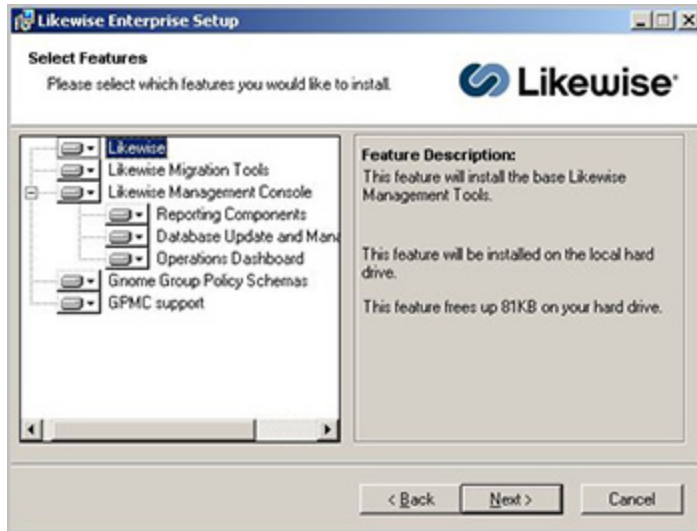 Likewise Enterprise Setup
Select Features
Please select which features you would like to install.
Likewise
Likewise
Likewise Migration Tools
Likewise Management Console
Reporting Components
Database Update and Mana
Operations Dashboard
Gnome Group Policy Schemas
GPMC support
Feature Description:
This feature will install the base Likewise
Management Tools.
This feature will be installed on the local hard
drive.
This feature frees up 81KB on your hard drive.
< Back
Next >
Cancel